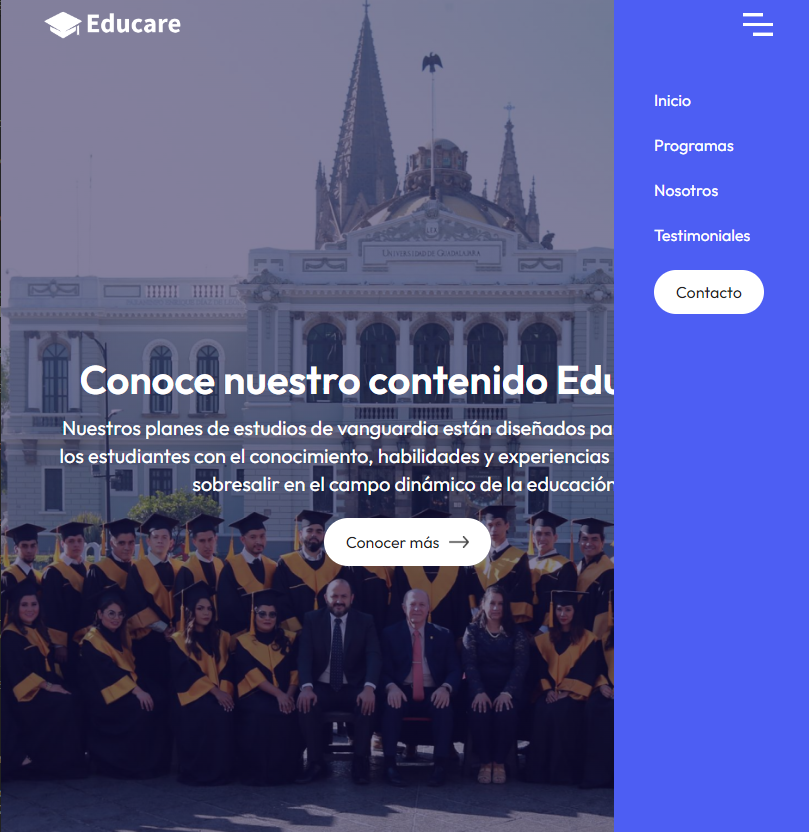 Educare
Inicio
Programas
Nosotros
Testimoniales
Contacto
UNIVERSIDAD DE GUADALAJARA
Conoce nuestro contenido Edu
Nuestros planes de estudios de vanguardia están diseñados pa
los estudiantes con el conocimiento, habilidades y experiencias
sobresalir en el campo dinámico de la educación
Conocer más